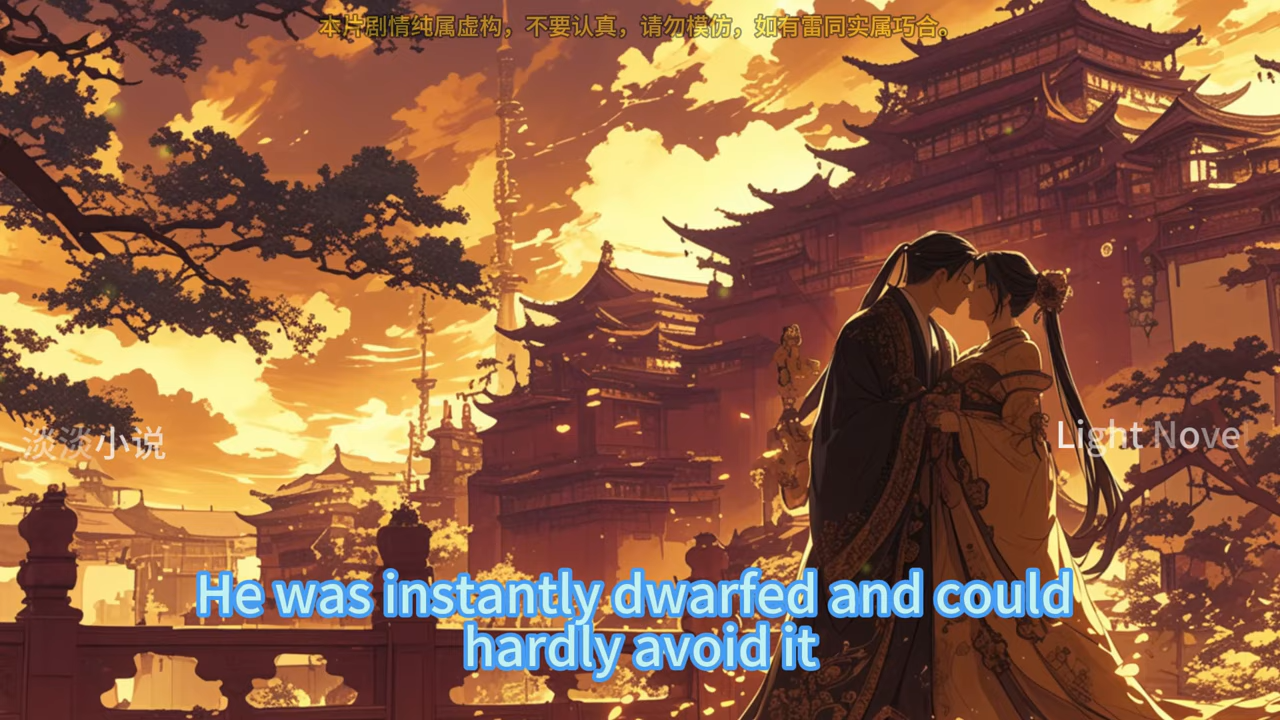 本片剧情纯属虚构，不要认真，请勿模仿，如有雷同实属巧合。
淡淡小说
Light Nove
He was instantly dwarfed and could
hardly avoid it